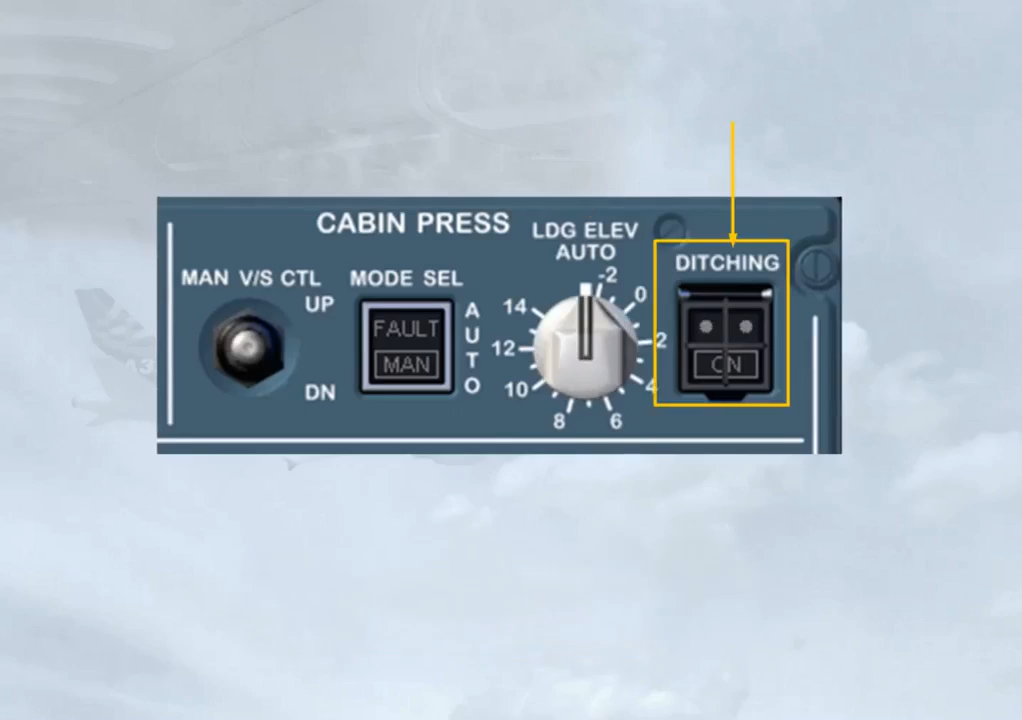 CABIN PRESS
LDG ELEV
AUTO
DITCHING
MAN V/S CTL
MODE SEL
UP
DN
FAULT
MAN
AUTO
-2
0
2
4
6
8
10
12
14
ON
A3